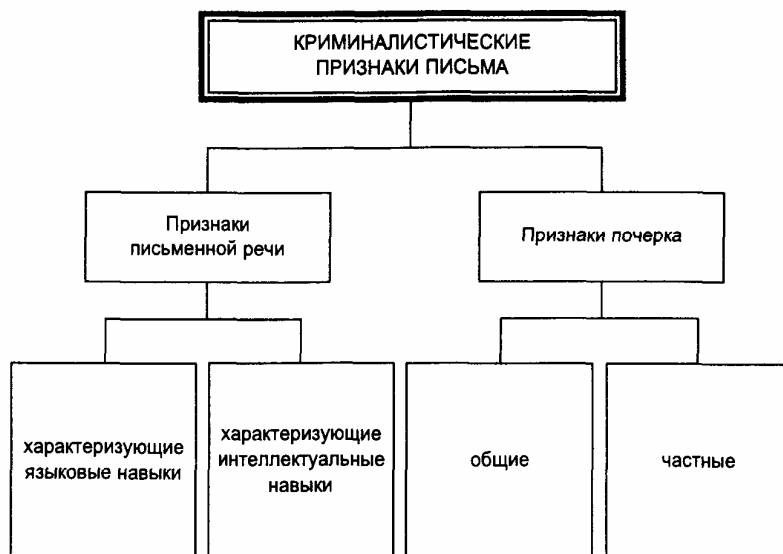 КРИМИНАЛИСТИЧЕСКИЕ
ПРИЗНАКИ ПИСЬМА
Признаки
письменной речи
Признаки почерка
характеризующие
языковые навыки
характеризующие
интеллектуальные
навыки
общие
частные